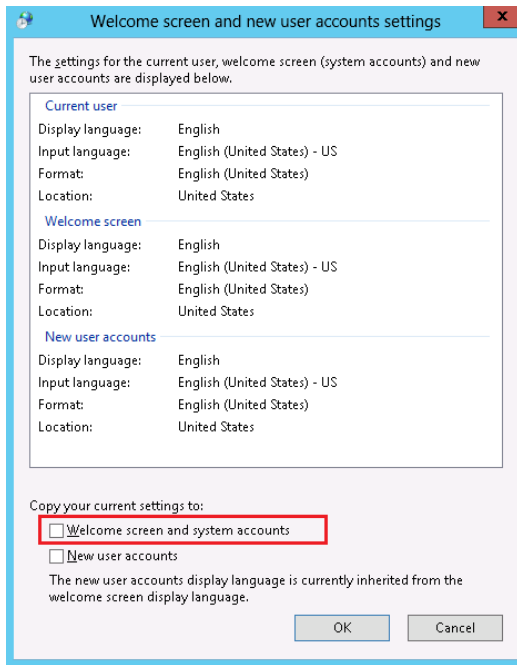 Welcome screen and new user accounts settings
x
The settings for the current user, welcome screen (system accounts) and new
user accounts are displayed below.
Current user
Display language: English
Input language: English (United States) - US
Format: English (United States)
Location: United States
Welcome screen
Display language: English
Input language: English (United States) - US
Format: English (United States)
Location: United States
New user accounts
Display language: English
Input language: English (United States) - US
Format: English (United States)
Location: United States
Copy your current settings to:
Welcome screen and system accounts
New user accounts
The new user accounts display language is currently inherited from the
welcome screen display language.
OK Cancel